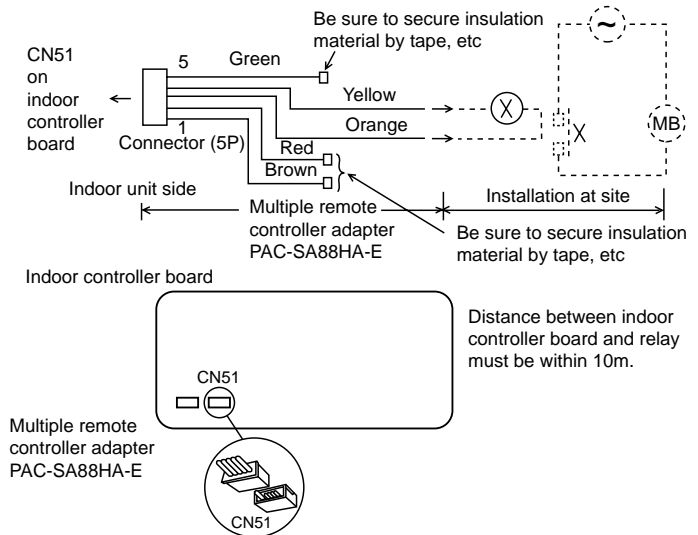 Be sure to secure insulation
material by tape, etc
CN51
on
indoor
controller
board
5
Green
Yellow
Orange
X
X
MB
~
1
Connector (5P)
Red
Brown
Indoor unit side
Installation at site
Multiple remote
controller adapter
PAC-SA88HA-E
Be sure to secure insulation
material by tape, etc
Indoor controller board
Distance between indoor
controller board and relay
must be within 10m.
CN51
Multiple remote
controller adapter
PAC-SA88HA-E
CN51